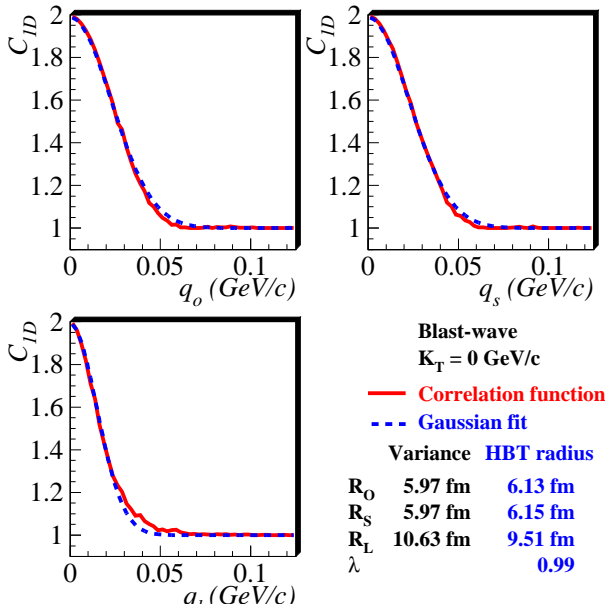 C1D
2
1.8
1.6
1.4
1.2
1
0 0.05 0.1
qo (GeV/c)
C1D
2
1.8
1.6
1.4
1.2
1
0 0.05 0.1
qs (GeV/c)
C1D
2
1.8
1.6
1.4
1.2
1
0 0.05 0.1
(GeV/c)
Blast-wave
KT = 0 GeV/c
Correlation function
Gaussian fit
Variance HBT radius
RO 5.97 fm 6.13 fm
RS 5.97 fm 6.15 fm
RL 10.63 fm 9.51 fm
λ 0.99